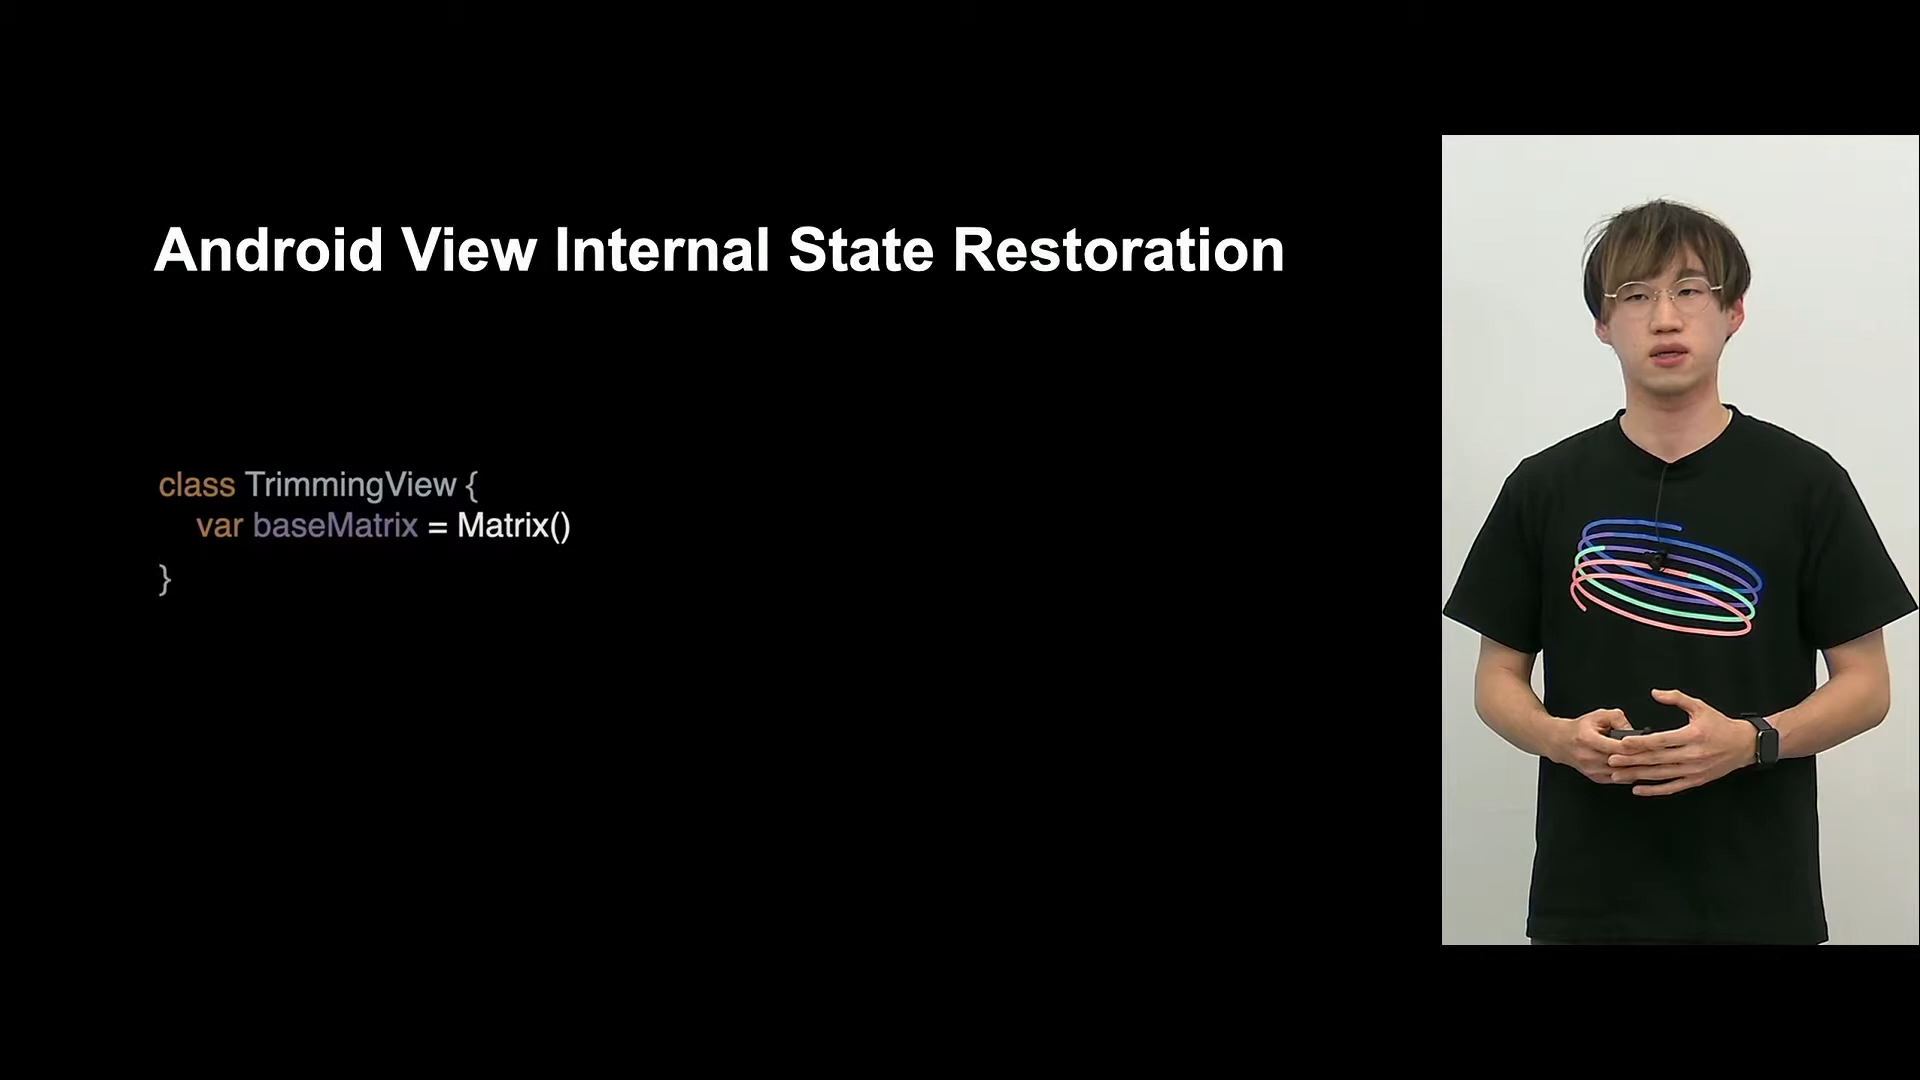 Android View Internal State Restoration
class TrimmingView {
var baseMatrix = Matrix()
}